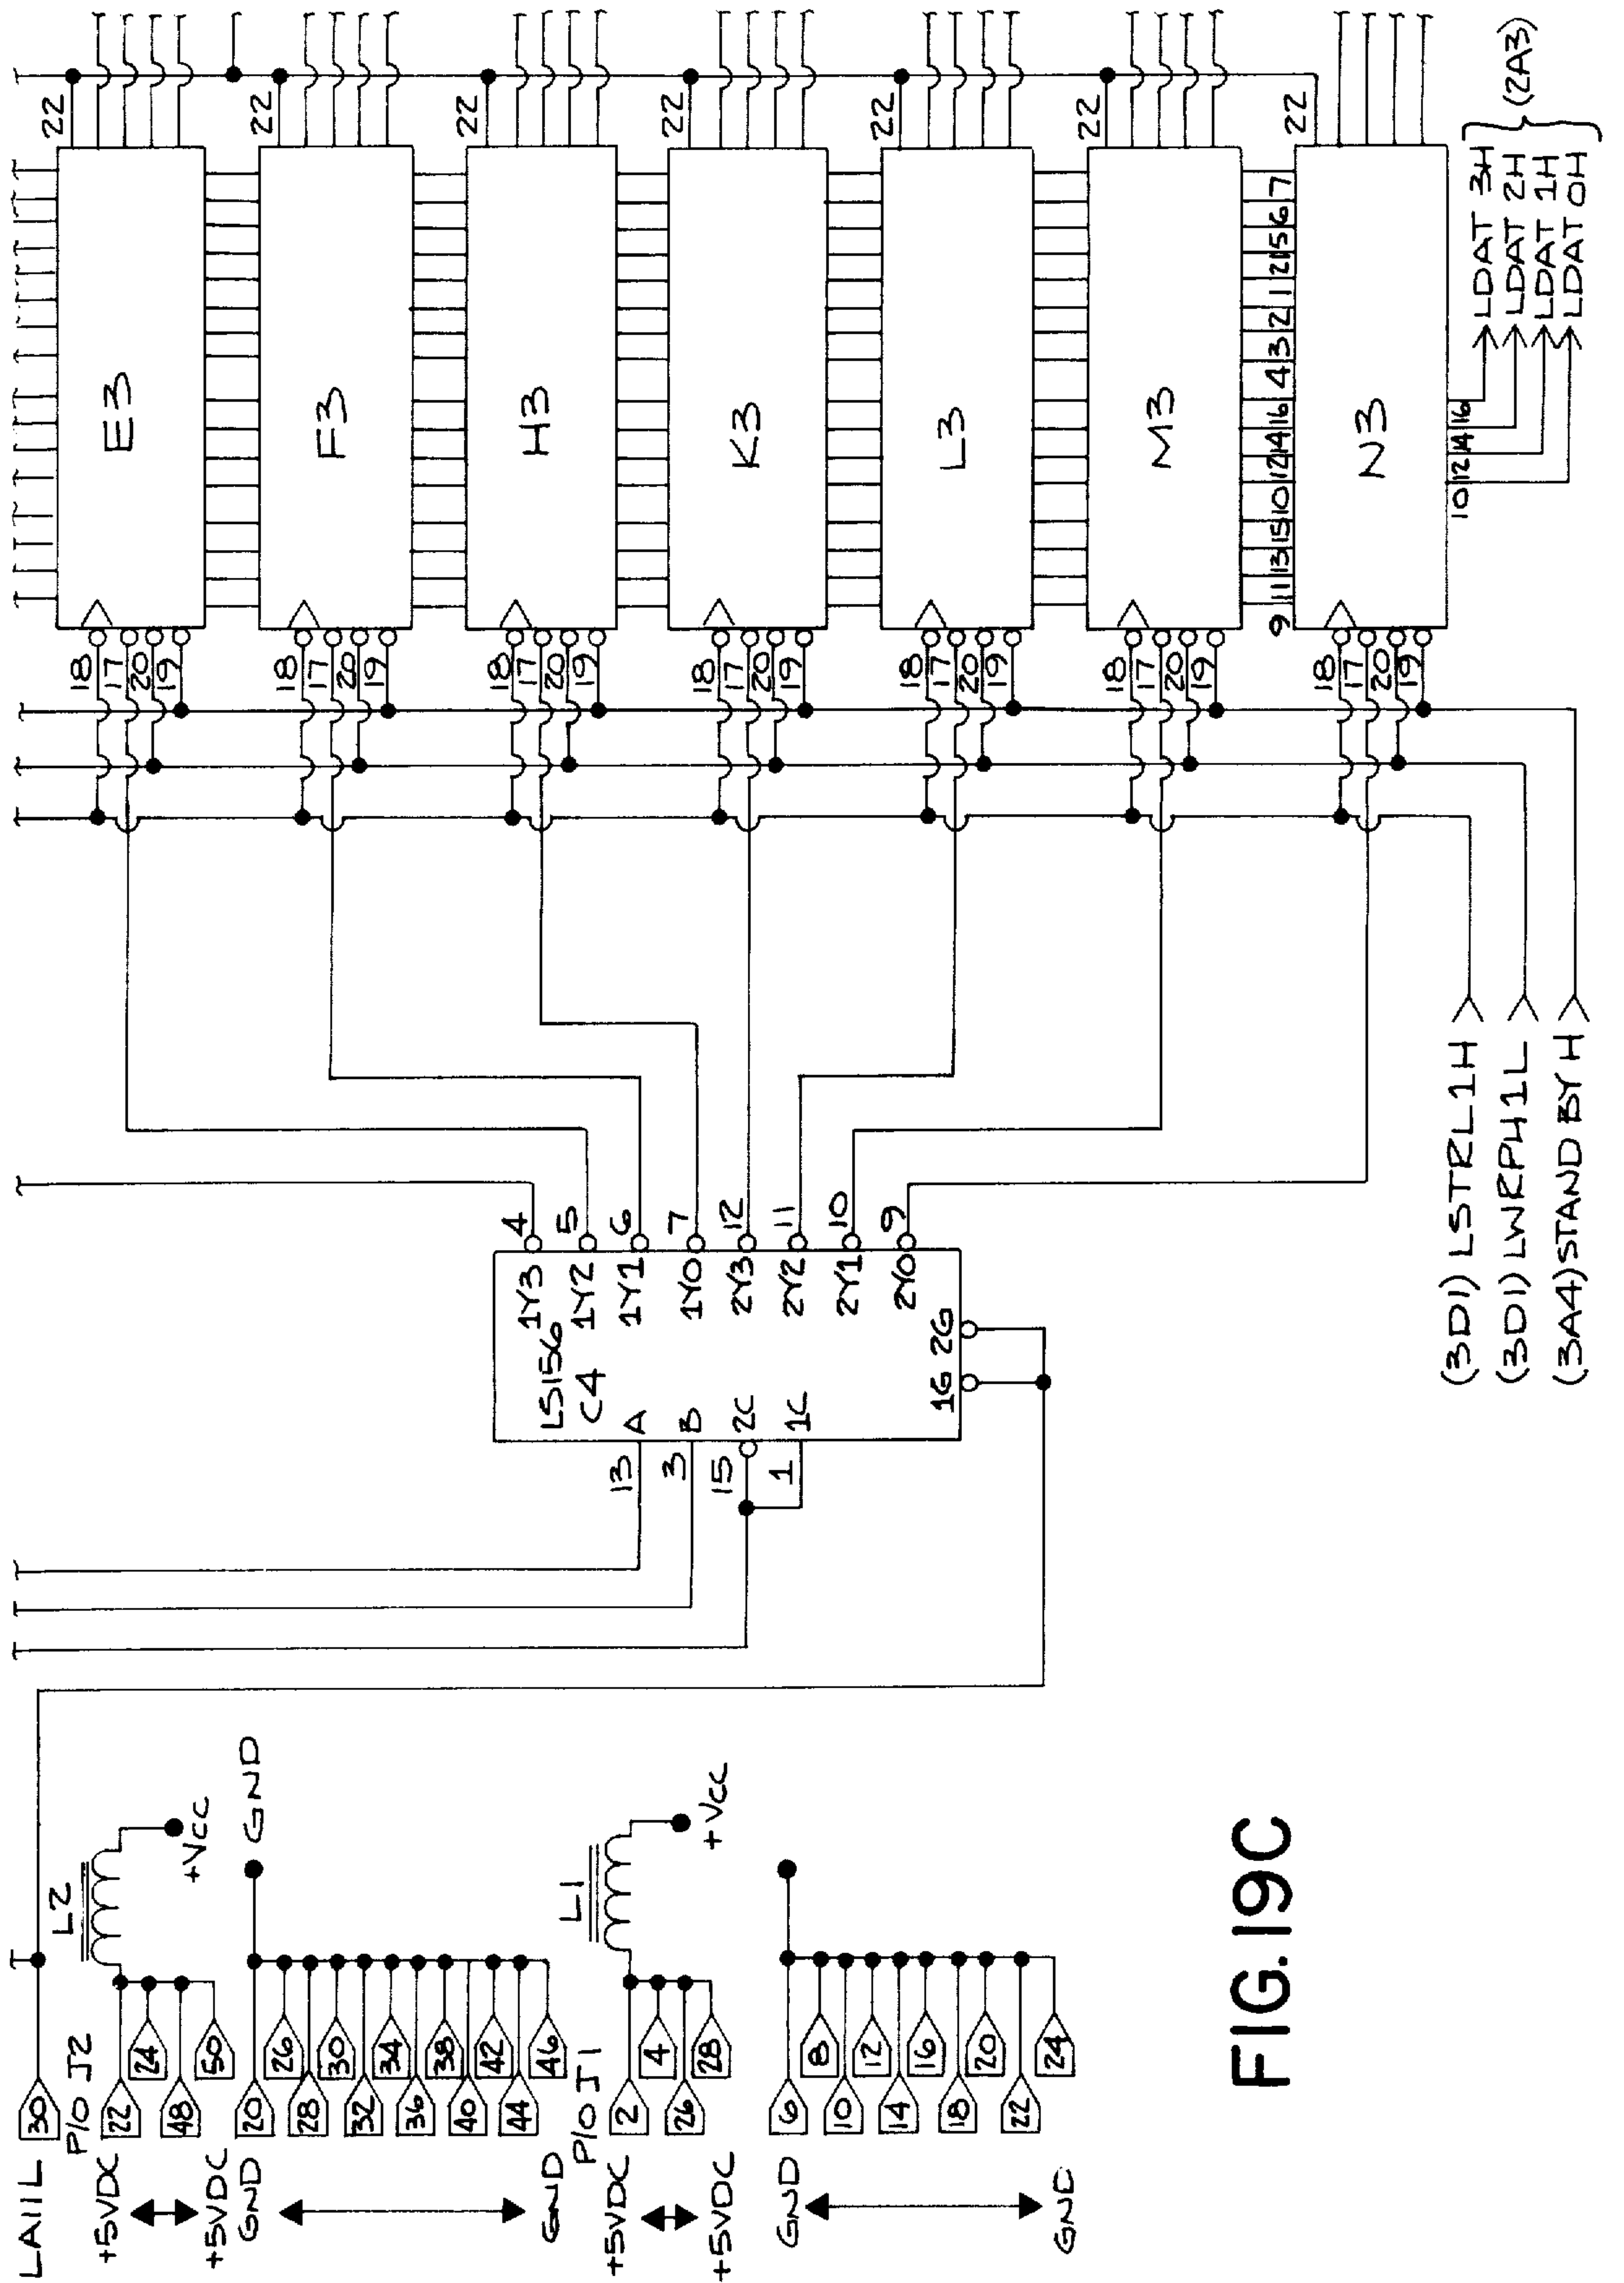 22
22
22
22
22
22
22
E3
F3
H3
K3
L3
M3
N3
7
6
15
21
1
2
3
4
16
14
12
10
15
13
11
9
16
14
12
10
LDAT 3H
LDAT 2H
LDAT 1H
LDAT 0H
(2A3)
18
17
20
19
18
17
20
19
18
17
20
19
18
17
20
19
18
17
20
19
18
17
20
19
18
17
20
19
4
5
6
7
12
11
10
9
1Y3
1Y2
1Y1
1Y0
2Y3
2Y2
2Y1
2Y0
LS156
C4
A
B
2C
1C
1G
2G
13
3
15
1
(3D1) LSTRL1H
(3D1) LWRPH1L
(3A4) STAND BY H
LA11L
30
P/O J2
L2
+VCC
+5VDC
22
24
48
50
+5VDC
GND
GND
20
26
28
30
32
34
36
38
40
42
44
46
GND
P/O J1
L1
+VCC
+5VDC
2
4
26
28
+5VDC
GND
6
8
10
12
14
16
18
20
22
24
GND
FIG.19C